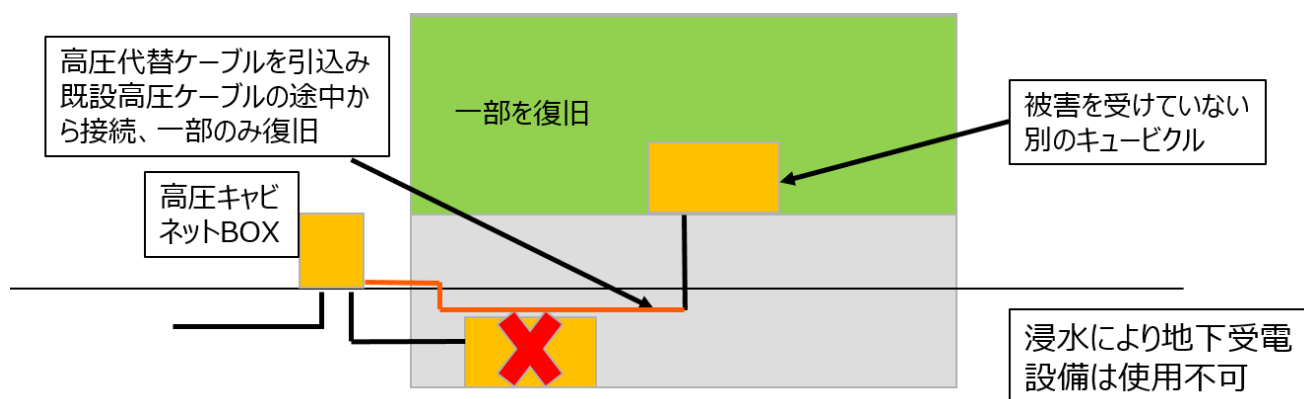 高圧代替ケーブルを引込み
既設高圧ケーブルの途中か
ら接続、一部のみ復旧
一部を復旧
被害を受けていない
別のキュービクル
高圧キャビ
ネットBOX
浸水により地下受電
設備は使用不可